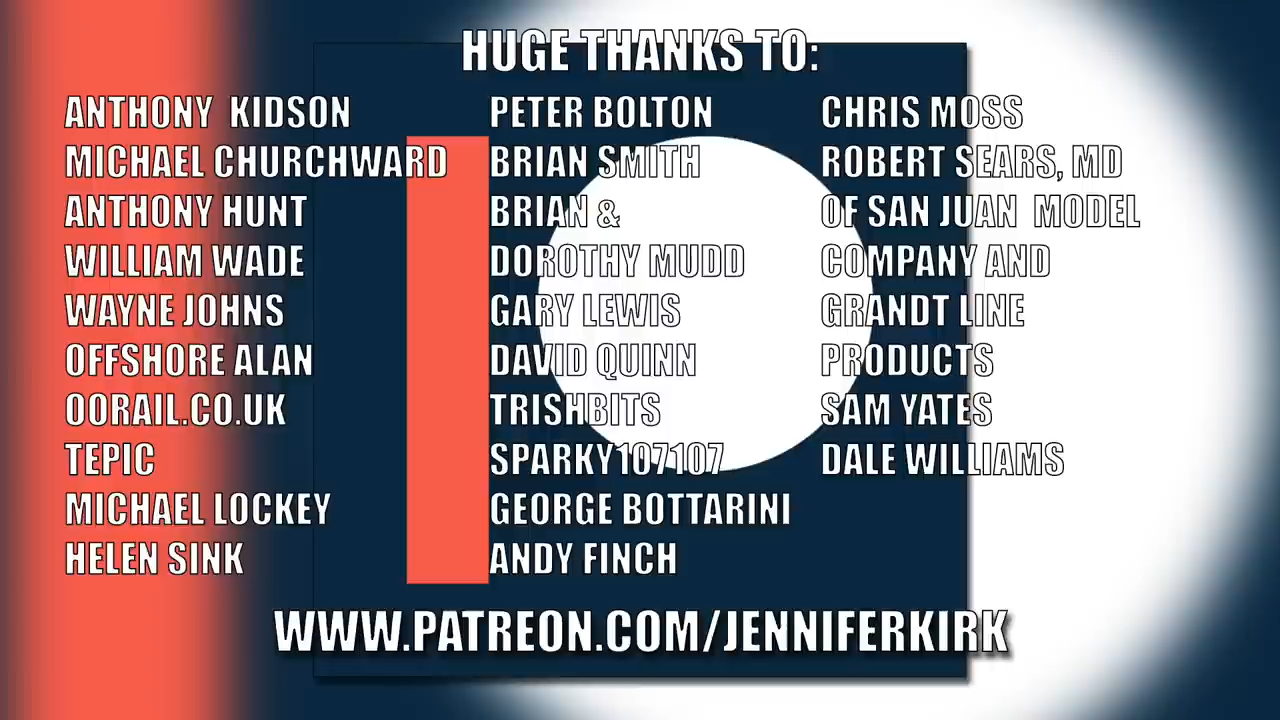 HUGE THANKS TO:
ANTHONY KIDSON
MICHAEL CHURCHWARD
ANTHONY HUNT
WILLIAM WADE
WAYNE JOHNS
OFFSHORE ALAN
OORAIL.CO.UK
TEPIC
MICHAEL LOCKEY
HELEN SINK
PETER BOLTON
BRIAN SMITH
BRIAN &
DOROTHY MUDD
GARY LEWIS
DAVID QUINN
TRISHBITS
SPARKY107107
GEORGE BOTTARINI
ANDY FINCH
CHRIS MOSS
ROBERT SEARS, MD
OF SAN JUAN MODEL
COMPANY AND
GRANDT LINE
PRODUCTS
SAM YATES
DALE WILLIAMS
WWW.PATREON.COM/JENNIFERKIRK